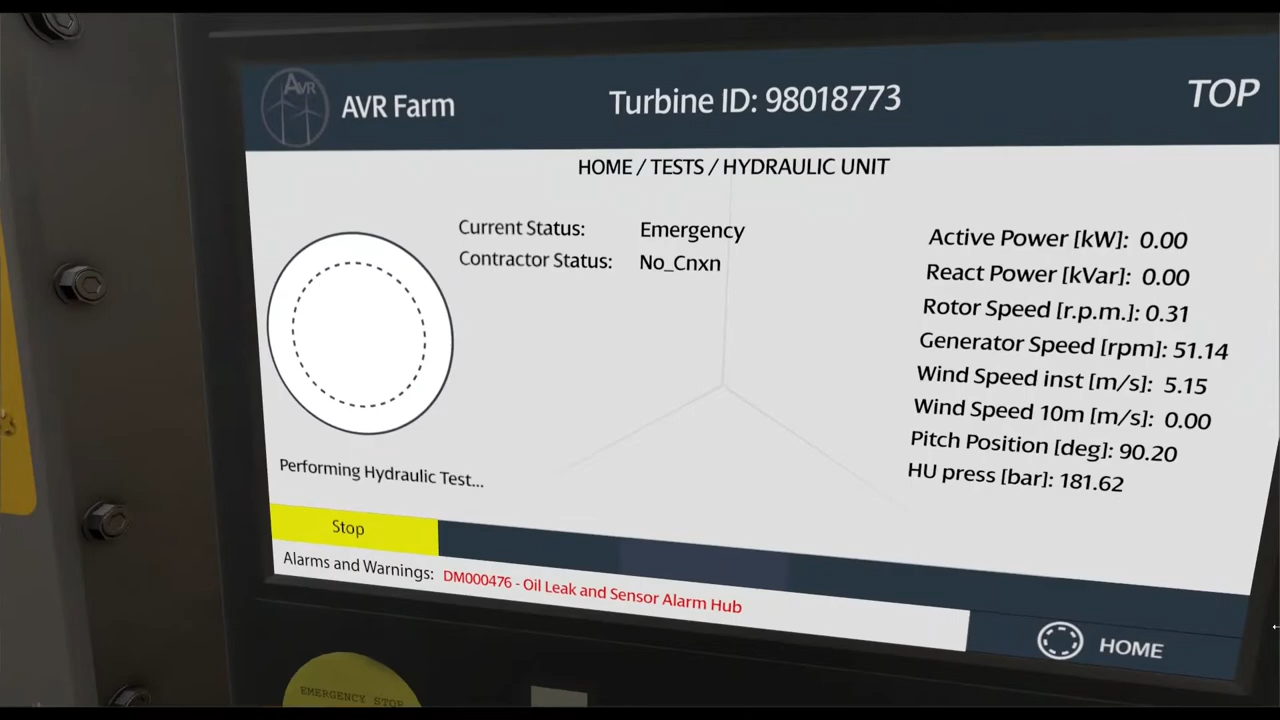 AVR
AVR Farm
Turbine ID: 98018773
TOP
HOME / TESTS / HYDRAULIC UNIT
Current Status: Emergency
Contractor Status: No_Cnxn
Active Power [kW]: 0.00
React Power [kVar]: 0.00
Rotor Speed [r.p.m.]: 0.31
Generator Speed [rpm]: 51.14
Wind Speed inst [m/s]: 5.15
Wind Speed 10m [m/s]: 0.00
Pitch Position [deg]: 90.20
HU press [bar]: 181.62
Performing Hydraulic Test...
Stop
Alarms and Warnings: DM000476 - Oil Leak and Sensor Alarm Hub
HOME
EMERGENCY STOP